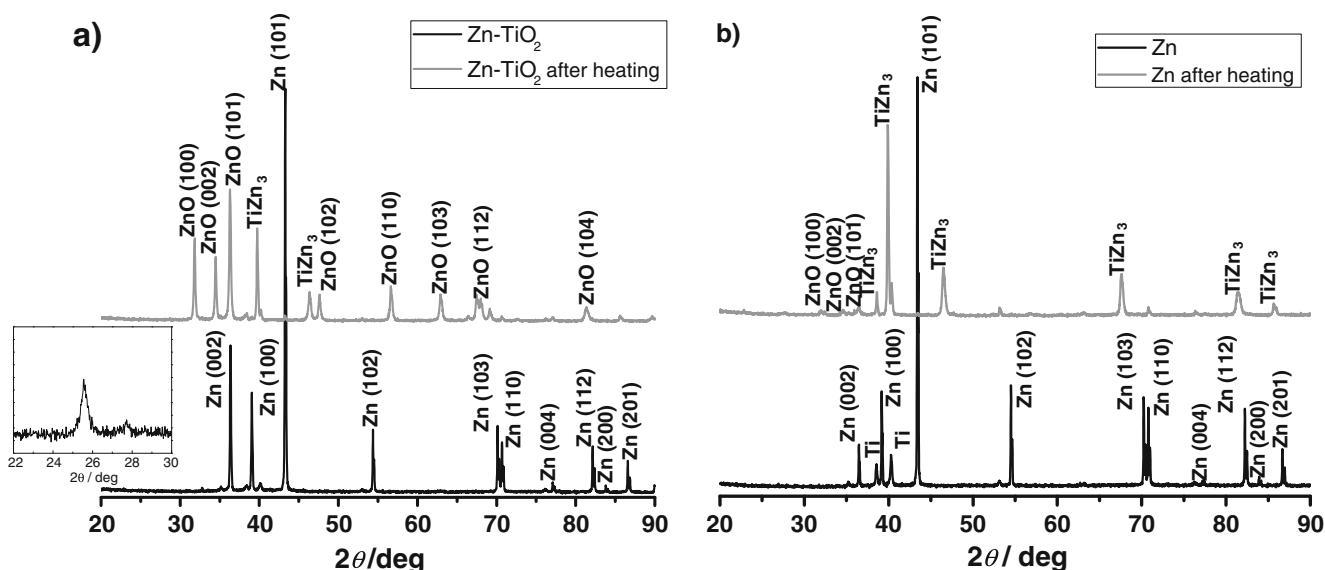 a)
Zn-TiO2
Zn-TiO2 after heating
Zn (101)
ZnO (100)
ZnO (002)
ZnO (101)
TiZn3
TiZn3
ZnO (102)
ZnO (110)
ZnO (103)
ZnO (112)
ZnO (104)
Zn (002)
Zn (100)
Zn (102)
Zn (103)
Zn (110)
Zn (004)
Zn (112)
Zn (200)
Zn (201)
22 24 26 28 30
2θ / deg
20 30 40 50 60 70 80 90
2θ/deg
b)
Zn
Zn after heating
Zn (101)
TiZn3
ZnO (100)
ZnO (002)
ZnO (101)
TiZn3
TiZn3
TiZn3
TiZn3
TiZn3
Zn (002)
Ti
Zn (100)
Ti
Zn (102)
Zn (103)
Zn (110)
Zn (004)
Zn (112)
Zn (200)
Zn (201)
20 30 40 50 60 70 80 90
2θ / deg